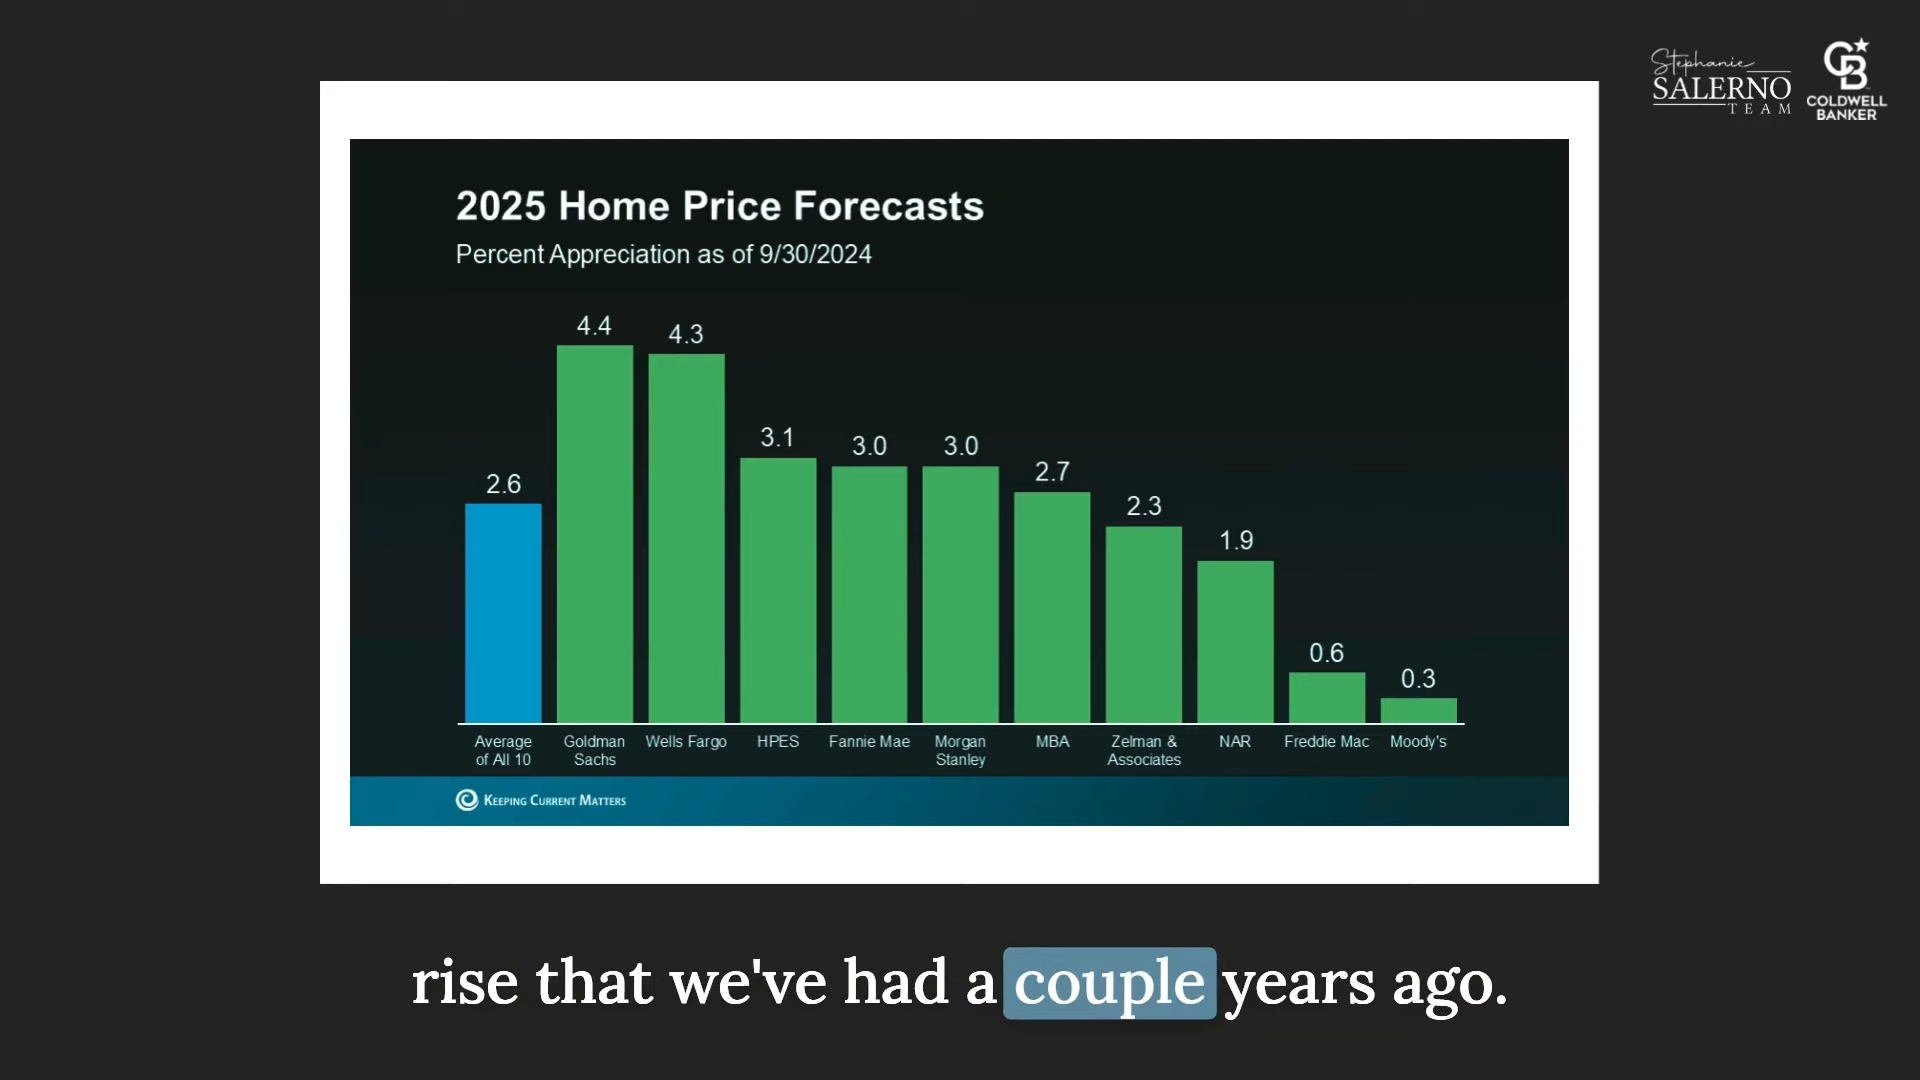 Stephanie
SALERNO
TEAM
CB
COLDWELL
BANKER
2025 Home Price Forecasts
Percent Appreciation as of 9/30/2024
2.6
4.4
4.3
3.1
3.0
3.0
2.7
2.3
1.9
0.6
0.3
Average
of All 10
Goldman
Sachs
Wells Fargo
HPES
Fannie Mae
Morgan
Stanley
MBA
Zelman &
Associates
NAR
Freddie Mac
Moody's
KEEPING CURRENT MATTERS
rise that we've had a couple years ago.